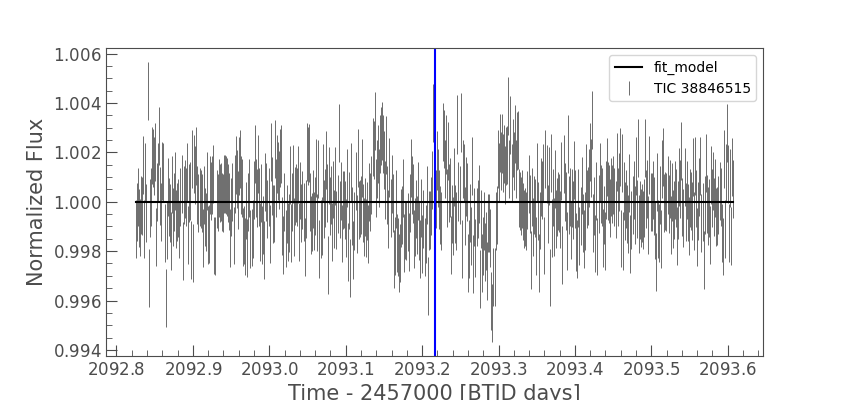 1.006
1.004
1.002
1.000
0.998
0.996
0.994
Normalized Flux
fit_model
TIC 38846515
2092.8 2092.9 2093.0 2093.1 2093.2 2093.3 2093.4 2093.5 2093.6
Time - 2457000 [BTJD days]